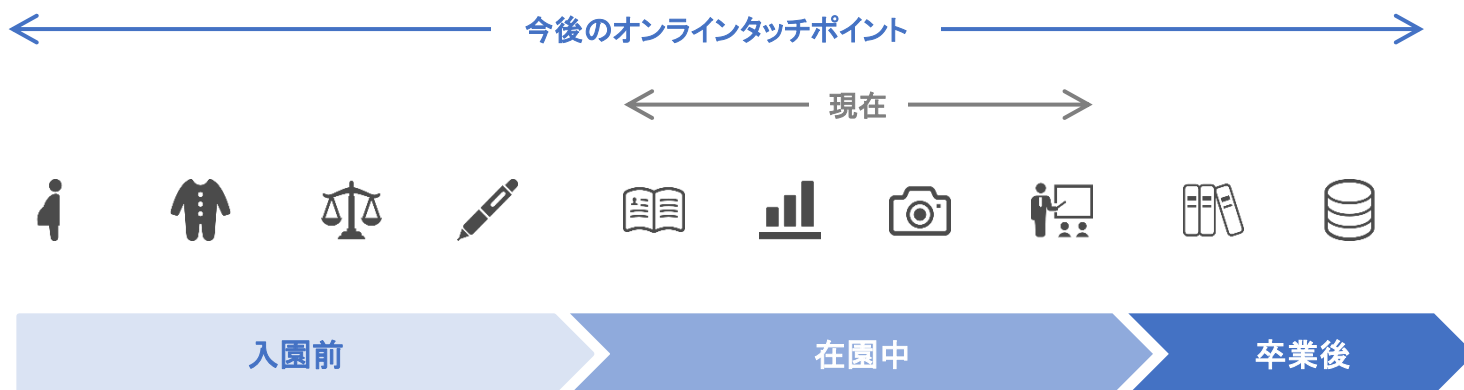 今後のオンラインタッチポイント
現在
入園前
在園中
卒業後